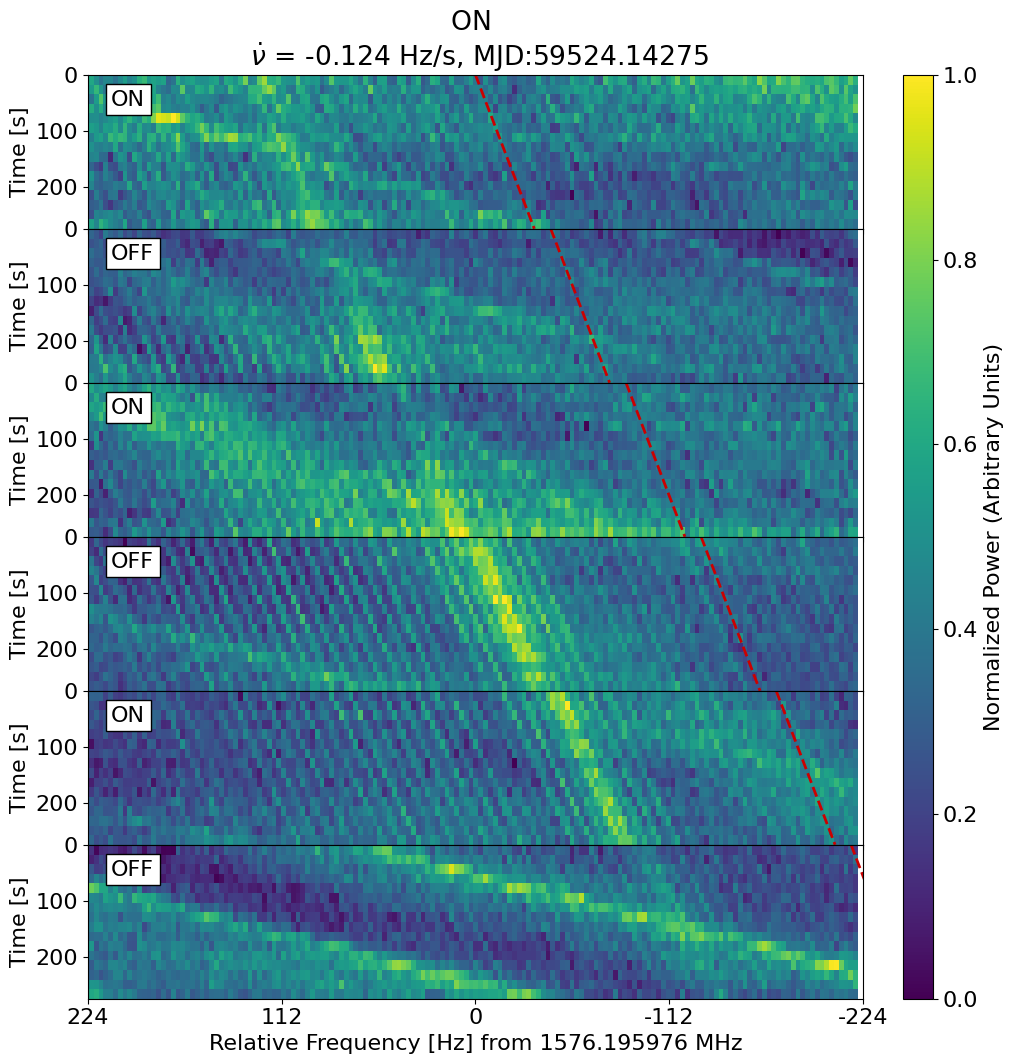 ON
ν̇ = -0.124 Hz/s, MJD:59524.14275
0
ON
100
Time [s]
200
0
OFF
100
Time [s]
200
0
ON
100
Time [s]
200
0
OFF
100
Time [s]
200
0
ON
100
Time [s]
200
0
OFF
100
Time [s]
200
224 112 0 -112 -224
Relative Frequency [Hz] from 1576.195976 MHz
1.0
0.8
0.6
0.4
0.2
0.0
Normalized Power (Arbitrary Units)